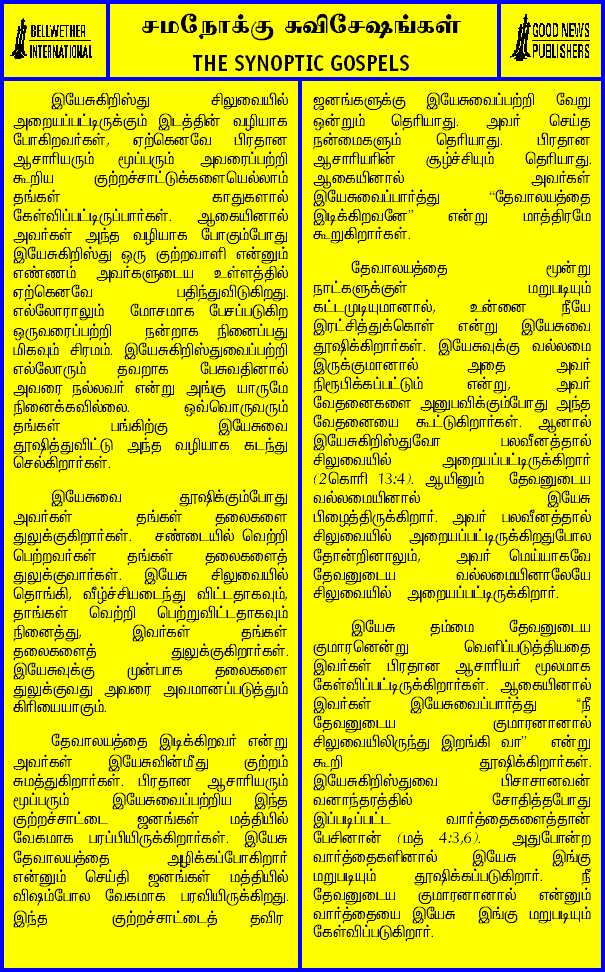 BELLWETHER
INTERNATIONAL
சமநோக்கு சுவிசேஷங்கள்
THE SYNOPTIC GOSPELS
GOOD NEWS
PUBLISHERS
இயேசுகிறிஸ்து சிலுவையில்
அறையப்பட்டிருக்கும் இடத்தின் வழியாக
போகிறவர்கள், ஏற்கெனவே பிரதான
ஆசாரியரும் மூப்பரும் அவரைப்பற்றி
கூறிய குற்றச்சாட்டுக்களையெல்லாம்
தங்கள் காதுகளால்
கேள்விப்பட்டிருப்பார்கள். ஆகையினால்
அவர்கள் அந்த வழியாக போகும்போது
இயேசுகிறிஸ்து ஒரு குற்றவாளி என்னும்
எண்ணம் அவர்களுடைய உள்ளத்தில்
ஏற்கெனவே பதிந்துவிடுகிறது.
எல்லோராலும் மோசமாக பேசப்படுகிற
ஒருவரைப்பற்றி நன்றாக நினைப்பது
மிகவும் சிரமம். இயேசுகிறிஸ்துவைப்பற்றி
எல்லோரும் தவறாக பேசுவதினால்
அவரை நல்லவர் என்று அங்கு யாருமே
நினைக்கவில்லை. ஒவ்வொருவரும்
தங்கள் பங்கிற்கு இயேசுவை
தூஷித்துவிட்டு அந்த வழியாக கடந்து
செல்கிறார்கள்.
இயேசுவை தூஷிக்கும்போது
அவர்கள் தங்கள் தலைகளை
துலுக்குகிறார்கள். சண்டையில் வெற்றி
பெற்றவர்கள் தங்கள் தலைகளைத்
துலுக்குவார்கள். இயேசு சிலுவையில்
தொங்கி, வீழ்ச்சியடைந்து விட்டதாகவும்,
தாங்கள் வெற்றி பெற்றுவிட்டதாகவும்
நினைத்து, இவர்கள் தங்கள்
தலைகளைத் துலுக்குகிறார்கள்.
இயேசுவுக்கு முன்பாக தலைகளை
துலுக்குவது அவரை அவமானப்படுத்தும்
கிரியையாகும்.
தேவாலயத்தை இடிக்கிறவர் என்று
அவர்கள் இயேசுவின்மீது குற்றம்
சுமத்துகிறார்கள். பிரதான ஆசாரியரும்
மூப்பரும் இயேசுவைப்பற்றிய இந்த
குற்றச்சாட்டை ஜனங்கள் மத்தியில்
வேகமாக பரப்பியிருக்கிறார்கள். இயேசு
தேவாலயத்தை அழிக்கப்போகிறார்
என்னும் செய்தி ஜனங்கள் மத்தியில்
விஷம்போல வேகமாக பரவியிருக்கிறது.
இந்த குற்றச்சாட்டைத் தவிர
ஜனங்களுக்கு இயேசுவைப்பற்றி வேறு
ஒன்றும் தெரியாது. அவர் செய்த
நன்மைகளும் தெரியாது. பிரதான
ஆசாரியரின் சூழ்ச்சியும் தெரியாது.
ஆகையினால் அவர்கள்
இயேசுவைப்பார்த்து “தேவாலயத்தை
இடிக்கிறவனே” என்று மாத்திரமே
கூறுகிறார்கள்.
தேவாலயத்தை மூன்று
நாட்களுக்குள் மறுபடியும்
கட்டமுடியுமானால், உன்னை நீயே
இரட்சித்துக்கொள் என்று இயேசுவை
தூஷிக்கிறார்கள். இயேசுவுக்கு வல்லமை
இருக்குமானால் அதை அவர்
நிரூபிக்கப்பட்டும் என்று, அவர்
வேதனைகளை அனுபவிக்கும்போது அந்த
வேதனையை கூட்டுகிறார்கள். ஆனால்
இயேசுகிறிஸ்துவோ பலவீனத்தால்
சிலுவையில் அறையப்பட்டிருக்கிறார்
(2கொரி 13:4). ஆயினும் தேவனுடைய
வல்லமையினால் இயேசு
பிழைத்திருக்கிறார். அவர் பலவீனத்தால்
சிலுவையில் அறையப்பட்டிருக்கிறதுபோல
தோன்றினாலும், அவர் மெய்யாகவே
தேவனுடைய வல்லமையினாலேயே
சிலுவையில் அறையப்பட்டிருக்கிறார்.
இயேசு தம்மை தேவனுடைய
குமாரனென்று வெளிப்படுத்தியதை
இவர்கள் பிரதான ஆசாரியர் மூலமாக
கேள்விப்பட்டிருக்கிறார்கள். ஆகையினால்
இவர்கள் இயேசுவைப்பார்த்து “நீ
தேவனுடைய குமாரனானால்
சிலுவையிலிருந்து இறங்கி வா” என்று
கூறி தூஷிக்கிறார்கள்.
இயேசுகிறிஸ்துவை பிசாசானவன்
வனாந்தரத்தில் சோதித்தபோது
இப்படிப்பட்ட வார்த்தைகளைத்தான்
பேசினான் (மத் 4:3,6). அதுபோன்ற
வார்த்தைகளினால் இயேசு இங்கு
மறுபடியும் தூஷிக்கப்படுகிறார். நீ
தேவனுடைய குமாரனானால் என்னும்
வார்த்தையை இயேசு இங்கு மறுபடியும்
கேள்விப்படுகிறார்.